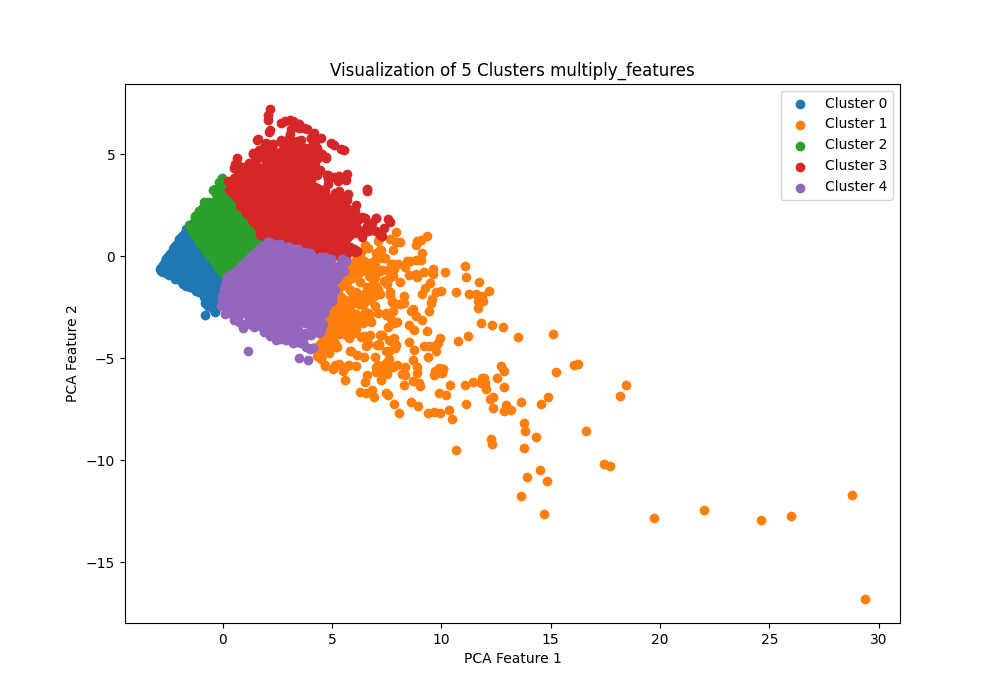 Visualization of 5 Clusters multiply_features
Cluster 0
Cluster 1
Cluster 2
Cluster 3
Cluster 4
5
0
−5
−10
−15
PCA Feature 2
0
5
10
15
20
25
30
PCA Feature 1